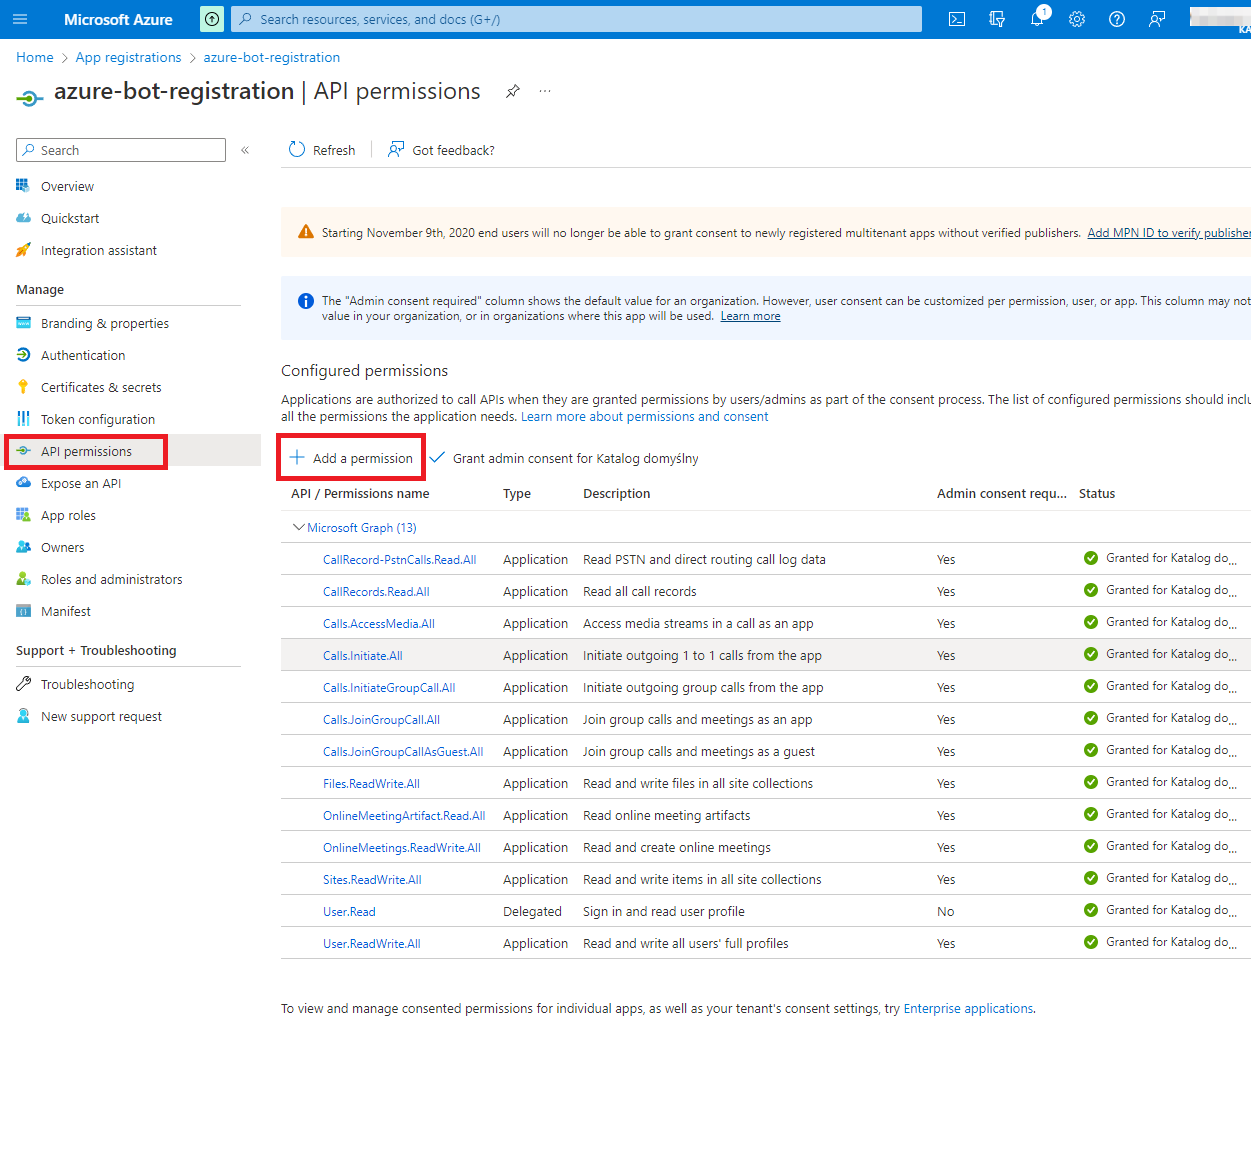 Microsoft Azure
Search resources, services, and docs (G+/)
1
Home > App registrations > azure-bot-registration
azure-bot-registration | API permissions ...
Search
«
Refresh
Got feedback?
Overview
Quickstart
Integration assistant
Manage
Branding & properties
Authentication
Certificates & secrets
Token configuration
API permissions
Expose an API
App roles
Owners
Roles and administrators
Manifest
Support + Troubleshooting
Troubleshooting
New support request
Starting November 9th, 2020 end users will no longer be able to grant consent to newly registered multitenant apps without verified publishers. Add MPN ID to verify publisher
The "Admin consent required" column shows the default value for an organization. However, user consent can be customized per permission, user, or app. This column may not
value in your organization, or in organizations where this app will be used. Learn more
Configured permissions
Applications are authorized to call APIs when they are granted permissions by users/admins as part of the consent process. The list of configured permissions should inclu
all the permissions the application needs. Learn more about permissions and consent
+ Add a permission
Grant admin consent for Katalog domyślny
API / Permissions name Type Description Admin consent requ... Status
Microsoft Graph (13)
CallRecord-PstnCalls.Read.All Application Read PSTN and direct routing call log data Yes Granted for Katalog do...
CallRecords.Read.All Application Read all call records Yes Granted for Katalog do...
Calls.AccessMedia.All Application Access media streams in a call as an app Yes Granted for Katalog do...
Calls.Initiate.All Application Initiate outgoing 1 to 1 calls from the app Yes Granted for Katalog do...
Calls.InitiateGroupCall.All Application Initiate outgoing group calls from the app Yes Granted for Katalog do...
Calls.JoinGroupCall.All Application Join group calls and meetings as an app Yes Granted for Katalog do...
Calls.JoinGroupCallAsGuest.All Application Join group calls and meetings as a guest Yes Granted for Katalog do...
Files.ReadWrite.All Application Read and write files in all site collections Yes Granted for Katalog do...
OnlineMeetingArtifact.Read.All Application Read online meeting artifacts Yes Granted for Katalog do...
OnlineMeetings.ReadWrite.All Application Read and create online meetings Yes Granted for Katalog do...
Sites.ReadWrite.All Application Read and write items in all site collections Yes Granted for Katalog do...
User.Read Delegated Sign in and read user profile No Granted for Katalog do...
User.ReadWrite.All Application Read and write all users' full profiles Yes Granted for Katalog do...
To view and manage consented permissions for individual apps, as well as your tenant's consent settings, try Enterprise applications.